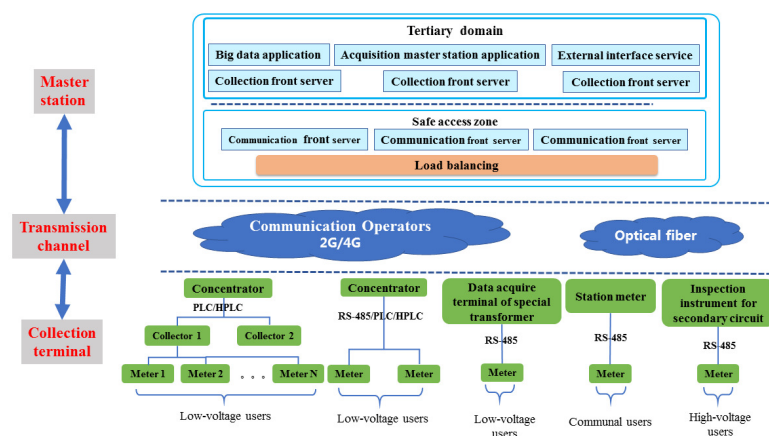 Tertiary domain
Big data application
Acquisition master station application
External interface service
Collection front server
Collection front server
Collection front server
Master
station
Safe access zone
Communication front server
Communication front server
Communication front server
Load balancing
Transmission
channel
Communication Operators
2G/4G
Optical fiber
Collection
terminal
Concentrator
PLC/HPLC
Collector 1
Collector 2
Meter 1
Meter 2
。。。
Meter N
Low-voltage users
Concentrator
RS-485/PLC/HPLC
Meter
Meter
Low-voltage users
Data acquire
terminal of special
transformer
RS-485
Meter
Low-voltage
users
Station meter
RS-485
Meter
Communal users
Inspection
instrument for
secondary circuit
RS-485
Meter
High-voltage
users